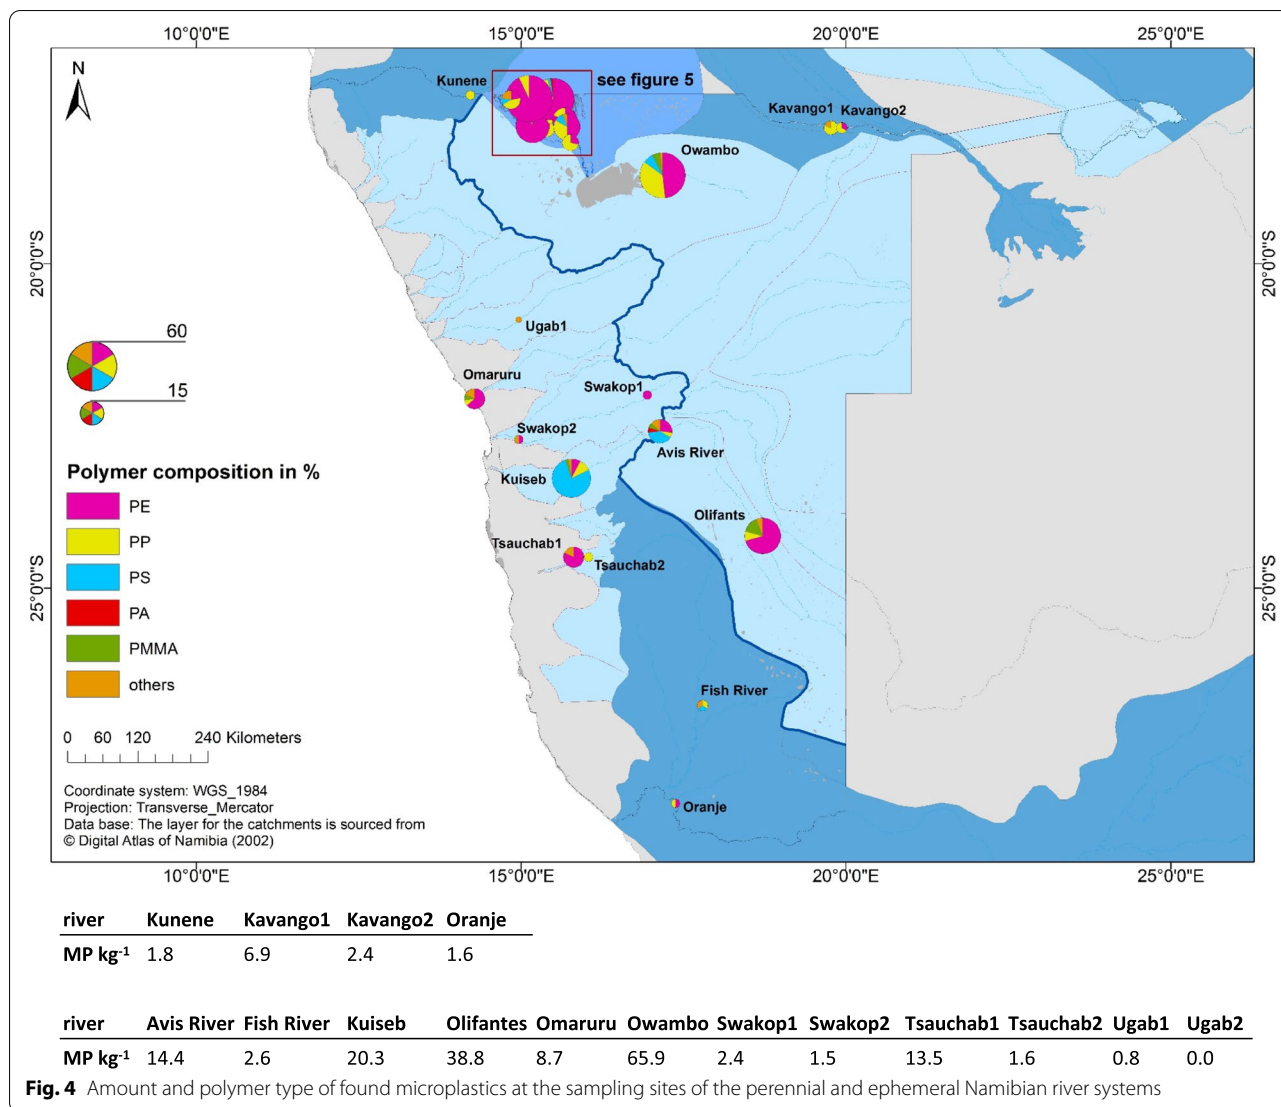 10°0'0"E 15°0'0"E 20°0'0"E 25°0'0"E
N
Kunene
see figure 5
Kavango1
Kavango2
Owambo
20°0'0"S
20°0'0"S
60
15
Ugab1
Omaruru
Swakop1
Swakop2
Avis River
Kuiseb
Olifants
Tsauchab1
Tsauchab2
25°0'0"S
25°0'0"S
Polymer composition in %
PE
PP
PS
PA
PMMA
others
Fish River
Oranje
0 60 120 240 Kilometers
Coordinate system: WGS_1984
Projection: Transverse_Mercator
Data base: The layer for the catchments is sourced from
© Digital Atlas of Namibia (2002)
10°0'0"E 15°0'0"E 20°0'0"E 25°0'0"E
river Kunene Kavango1 Kavango2 Oranje
MP kg-1 1.8 6.9 2.4 1.6
river Avis River Fish River Kuiseb Olifantes Omaruru Owambo Swakop1 Swakop2 Tsauchab1 Tsauchab2 Ugab1 Ugab2
MP kg-1 14.4 2.6 20.3 38.8 8.7 65.9 2.4 1.5 13.5 1.6 0.8 0.0
Fig. 4 Amount and polymer type of found microplastics at the sampling sites of the perennial and ephemeral Namibian river systems